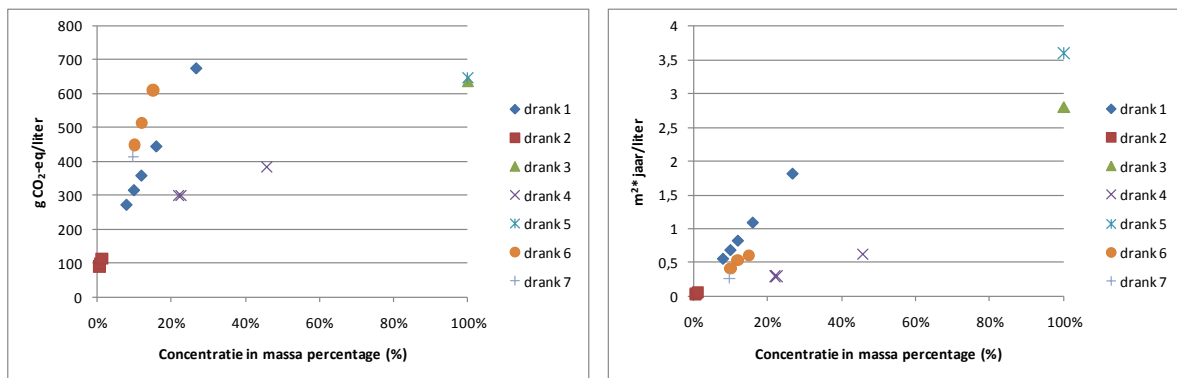 800
700
600
500
400
300
200
100
0
0%
20%
40%
60%
80%
100%
g CO₂-eq/liter
Concentratie in massa percentage (%)
drank 1
drank 2
drank 3
drank 4
drank 5
drank 6
drank 7
4
3,5
3
2,5
2
1,5
1
0,5
0
0%
20%
40%
60%
80%
100%
m²* jaar/liter
Concentratie in massa percentage (%)
drank 1
drank 2
drank 3
drank 4
drank 5
drank 6
drank 7